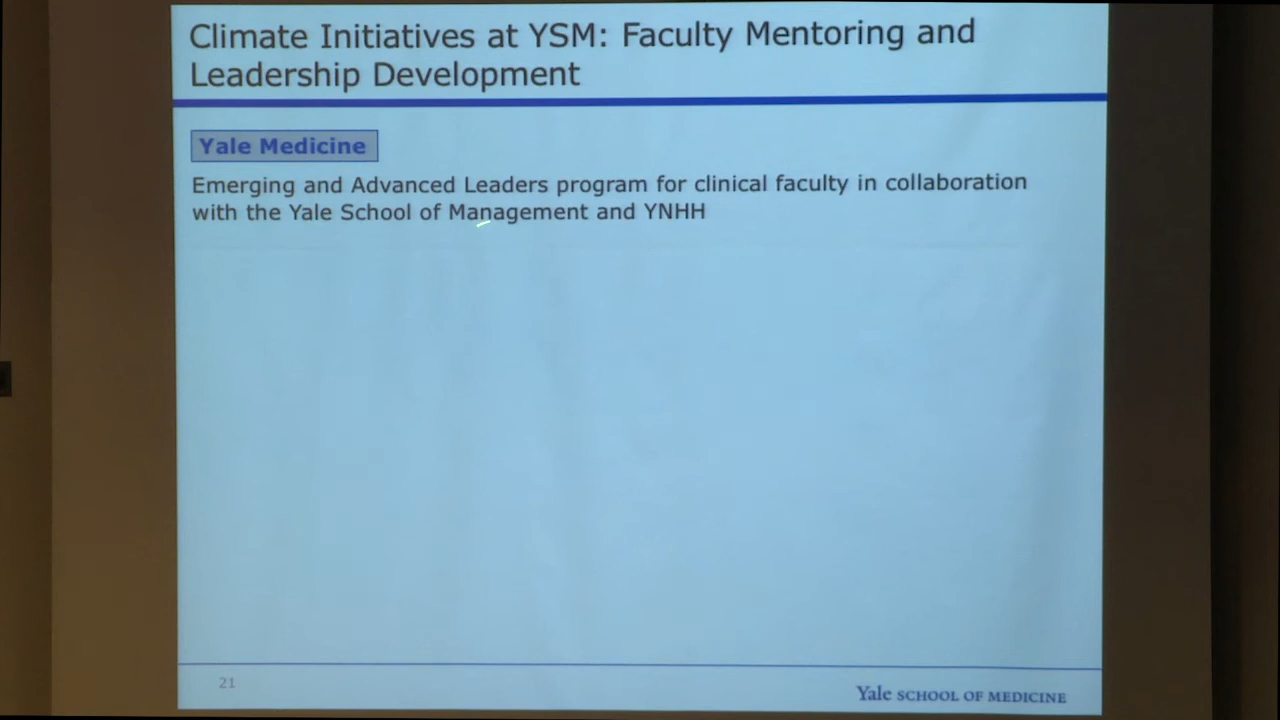 Climate Initiatives at YSM: Faculty Mentoring and
Leadership Development
Yale Medicine
Emerging and Advanced Leaders program for clinical faculty in collaboration
with the Yale School of Management and YNHH
21
Yale SCHOOL OF MEDICINE